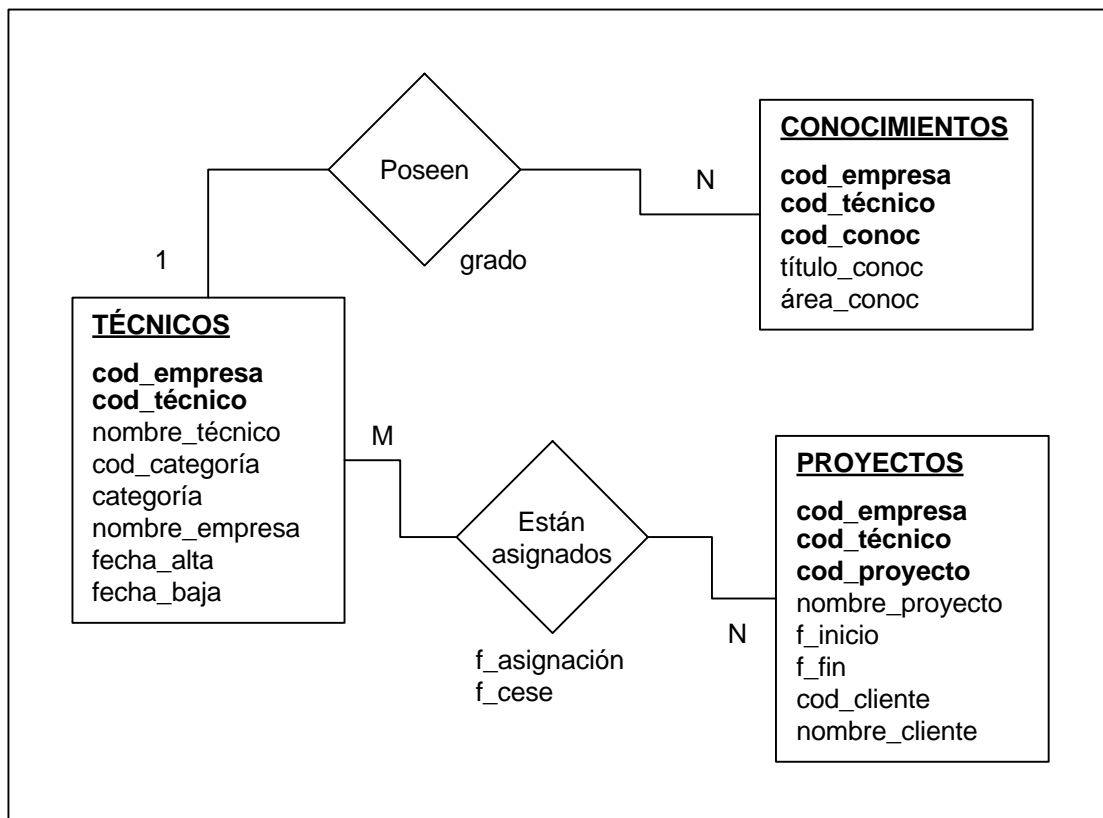 Poseen
grado
1
N
CONOCIMIENTOS
cod_empresa
cod_técnico
cod_conoc
título_conoc
área_conoc
TÉCNICOS
cod_empresa
cod_técnico
nombre_técnico
cod_categoría
categoría
nombre_empresa
fecha_alta
fecha_baja
M
Están
asignados
f_asignación
f_cese
N
PROYECTOS
cod_empresa
cod_técnico
cod_proyecto
nombre_proyecto
f_inicio
f_fin
cod_cliente
nombre_cliente